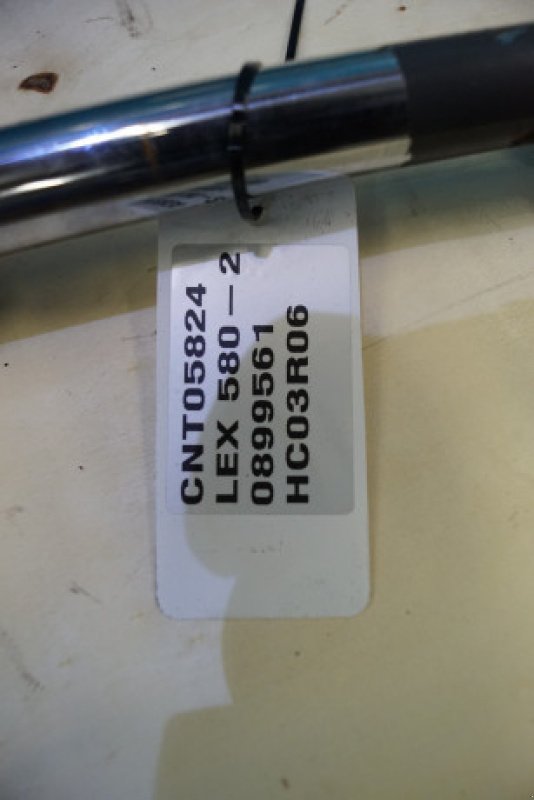 CNT05824
LEX 580 — 2
0899561
HC03R06